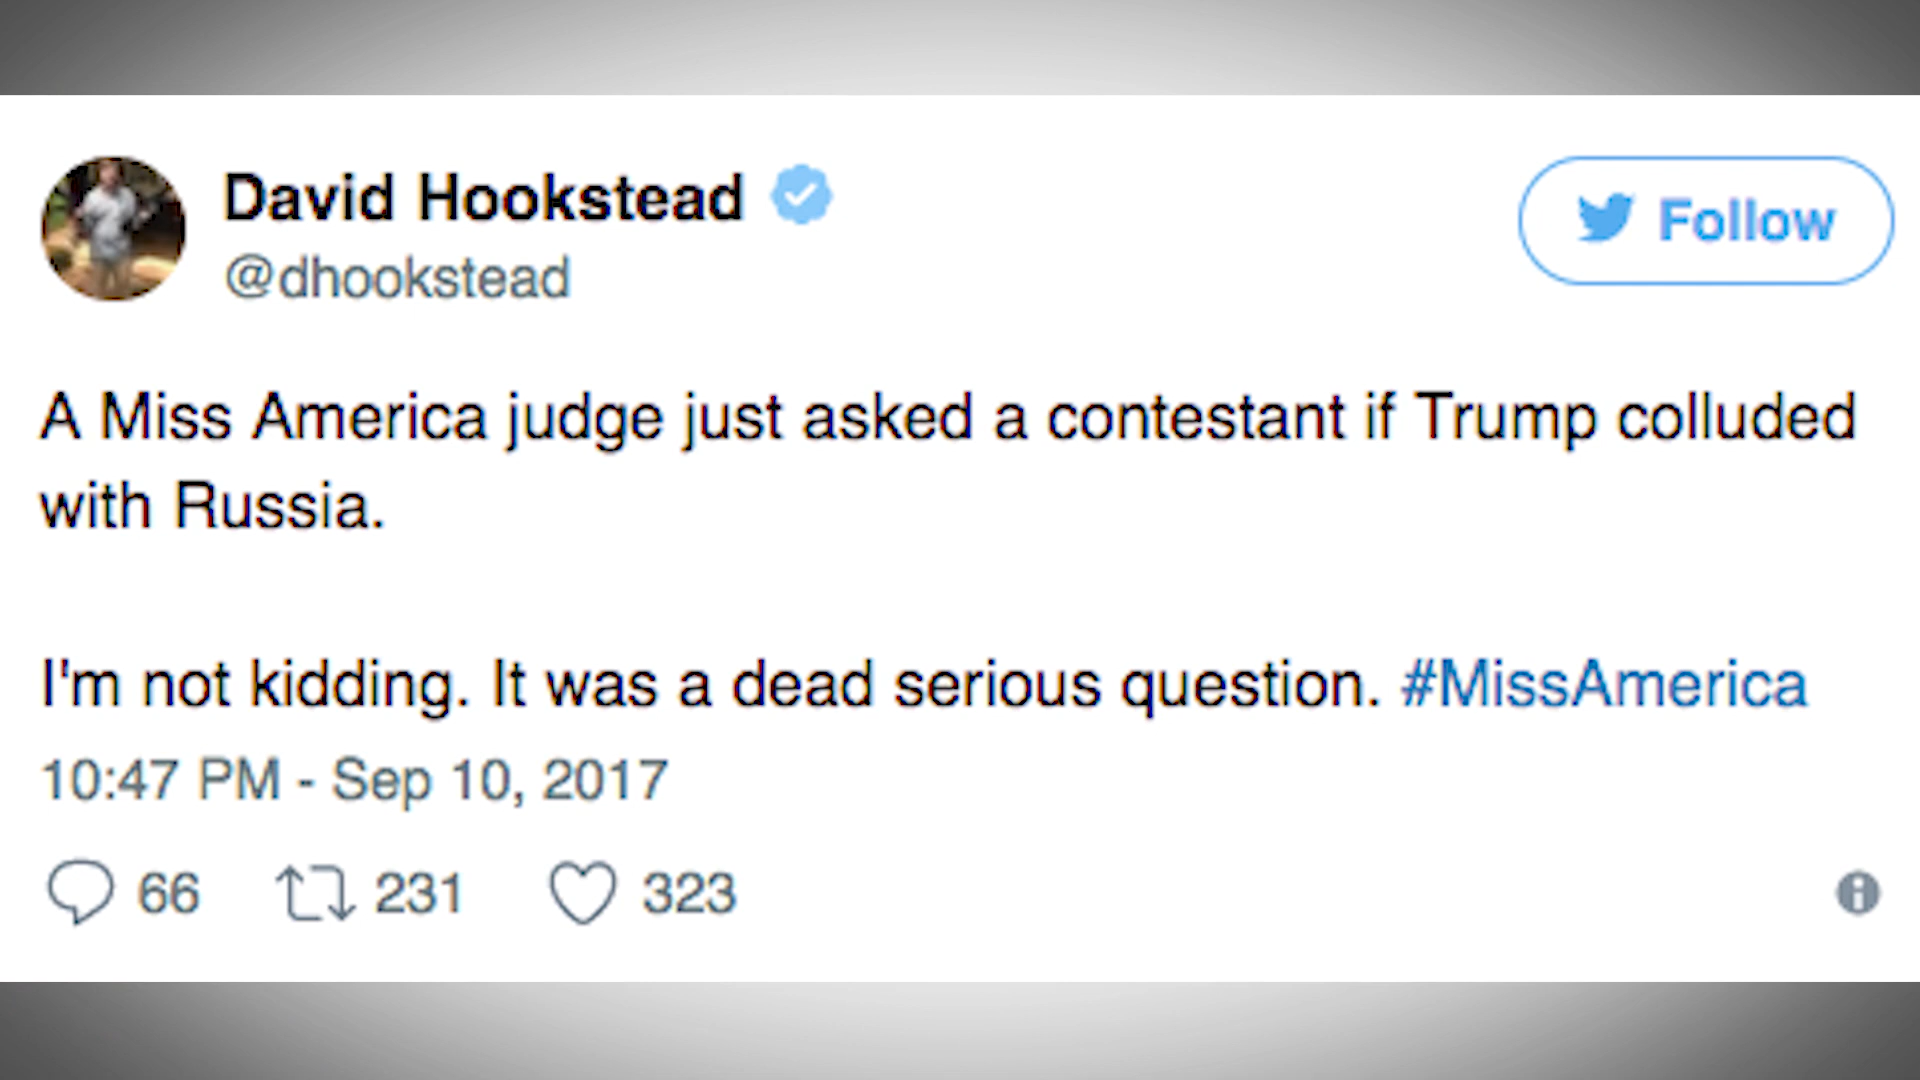 David Hookstead
@dhookstead
Follow
A Miss America judge just asked a contestant if Trump colluded
with Russia.
I'm not kidding. It was a dead serious question. #MissAmerica
10:47 PM - Sep 10, 2017
66 231 323